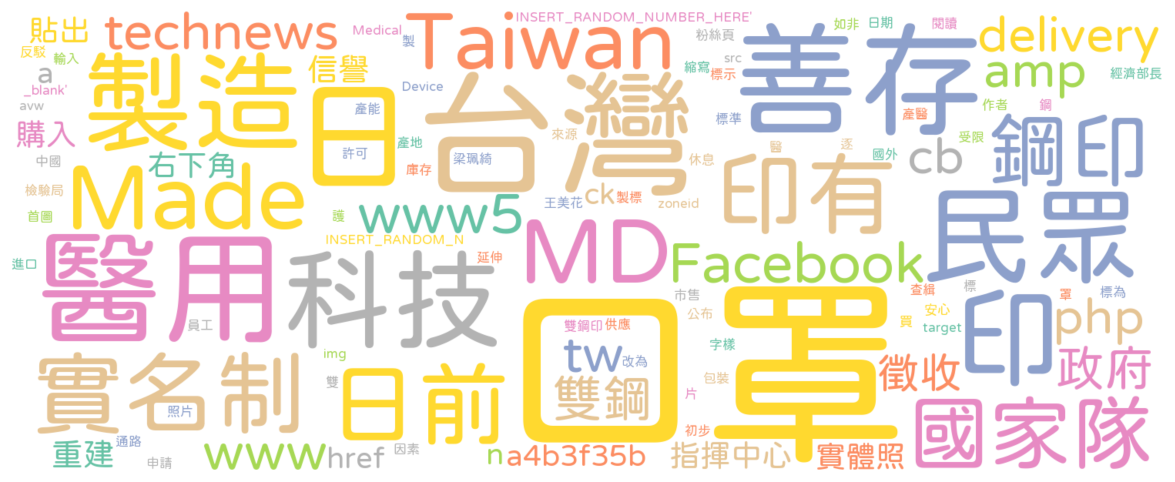 貼出
technews
Medical
製
Taiwan
INSERT_RANDOM_NUMBER_HERE'
粉絲頁
善存
如非
日期
閱讀
delivery
反駁
輸入
a
_blank'
avw
製造
信譽
日
產能
許可
Device
台灣
縮寫
src
標示
amp
經濟部長
購入
中國
右下角
產地
庫存
梁珮綺
來源
標準
休息
產醫
作者
鋼
受限
鋼印
檢驗局
首圖
Made
護
www5
王美花
ck
製標
zoneid
醫
逐
印有
國外
cb
民眾
進口
醫用
員工
INSERT_RANDOM_N
科技
延伸
MD
Facebook
市售
公布
查緝
標
罩
標為
買
安心
target
印
php
實名制
照片
img
雙
日前
口罩
雙鋼印
供應
tw
改為
雙鋼
字樣
包裝
片
初步
徵收
政府
重建
通路
申請
www
href
因素
n
a4b3f35b
指揮中心
實體照
國家隊